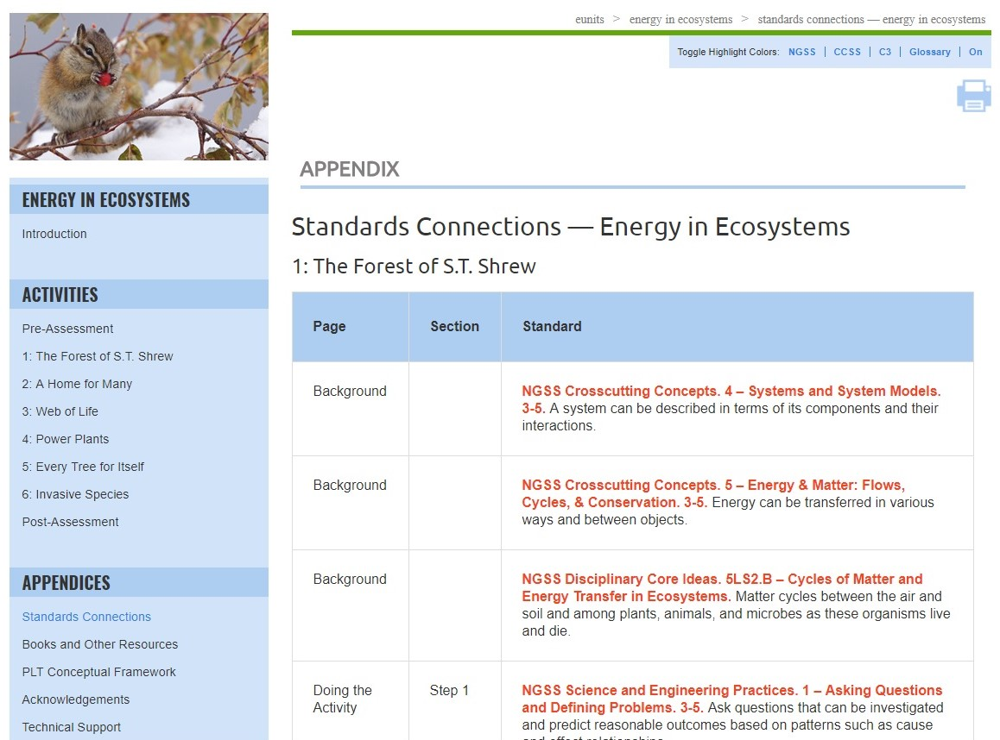 eunits > energy in ecosystems > standards connections — energy in ecosystems
Toggle Highlight Colors: NGSS | CCSS | C3 | Glossary | On
APPENDIX
ENERGY IN ECOSYSTEMS
Introduction
ACTIVITIES
Pre-Assessment
1: The Forest of S.T. Shrew
2: A Home for Many
3: Web of Life
4: Power Plants
5: Every Tree for Itself
6: Invasive Species
Post-Assessment
APPENDICES
Standards Connections
Books and Other Resources
PLT Conceptual Framework
Acknowledgements
Technical Support
Standards Connections — Energy in Ecosystems
1: The Forest of S.T. Shrew
Page Section Standard
Background NGSS Crosscutting Concepts. 4 – Systems and System Models.
3-5. A system can be described in terms of its components and their
interactions.
Background NGSS Crosscutting Concepts. 5 – Energy & Matter: Flows,
Cycles, & Conservation. 3-5. Energy can be transferred in various
ways and between objects.
Background NGSS Disciplinary Core Ideas. 5LS2.B – Cycles of Matter and
Energy Transfer in Ecosystems. Matter cycles between the air and
soil and among plants, animals, and microbes as these organisms live
and die.
Doing the Step 1 NGSS Science and Engineering Practices. 1 – Asking Questions
Activity and Defining Problems. 3-5. Ask questions that can be investigated
and predict reasonable outcomes based on patterns such as cause
and effect relationships.